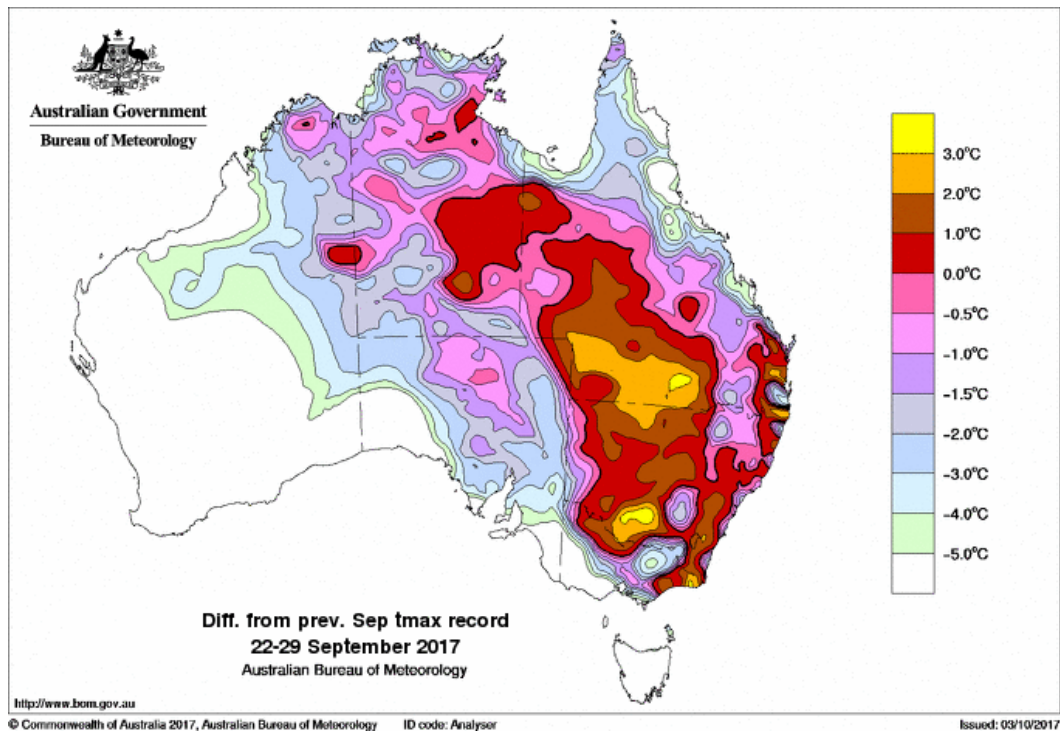 Australian Government
Bureau of Meteorology
3.0°C
2.0°C
1.0°C
0.0°C
-0.5°C
-1.0°C
-1.5°C
-2.0°C
-3.0°C
-4.0°C
-5.0°C
Diff. from prev. Sep tmax record
22-29 September 2017
Australian Bureau of Meteorology
http://www.bom.gov.au
© Commonwealth of Australia 2017, Australian Bureau of Meteorology ID code: Analyser Issued: 03/10/2017